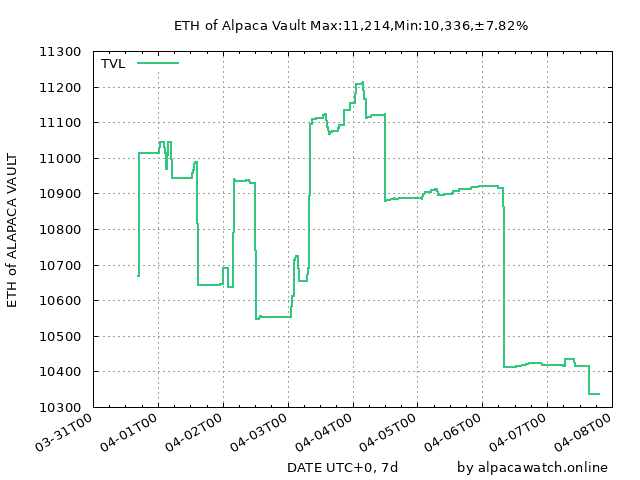 ETH of Alpaca Vault Max:11,214,Min:10,336,±7.82%
TVL
11300
11200
11100
11000
10900
10800
10700
10600
10500
10400
10300
ETH of ALAPACA VAULT
03-31T00
04-01T00
04-02T00
04-03T00
04-04T00
04-05T00
04-06T00
04-07T00
04-08T00
DATE UTC+0, 7d
by alpacawatch.online